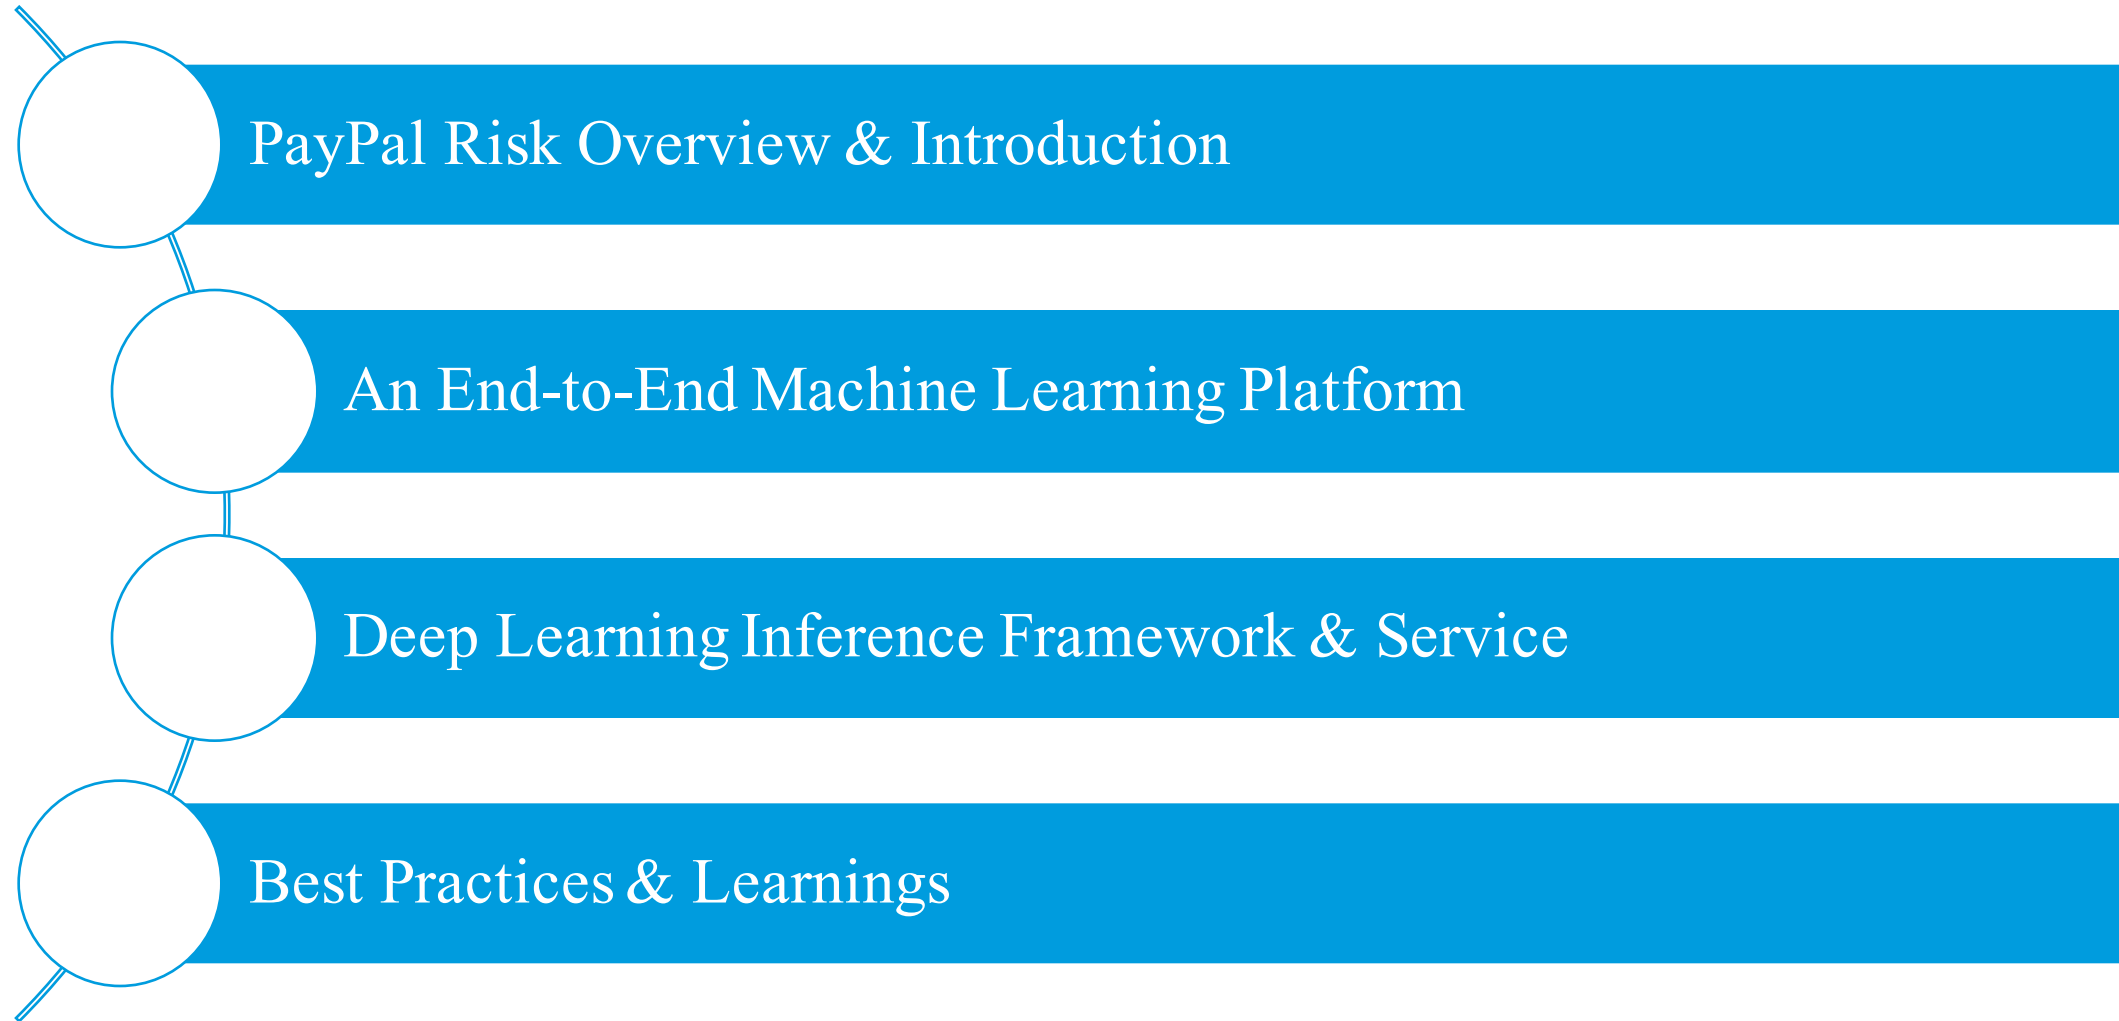 PayPal Risk Overview & Introduction
An End-to-End Machine Learning Platform
Deep Learning Inference Framework & Service
Best Practices & Learnings